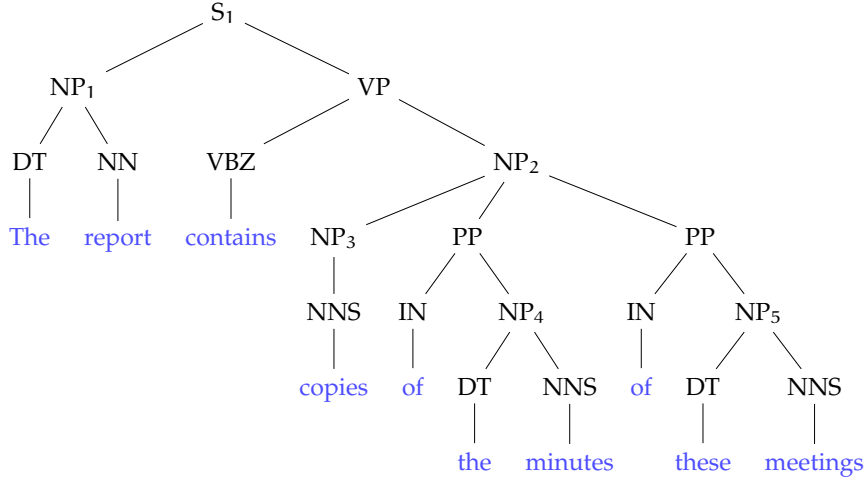 S₁
NP₁ VP
DT NN VBZ NP₂
The report contains NP₃ PP PP
NNS IN NP₄ IN NP₅
copies of DT NNS of DT NNS
the minutes these meetings